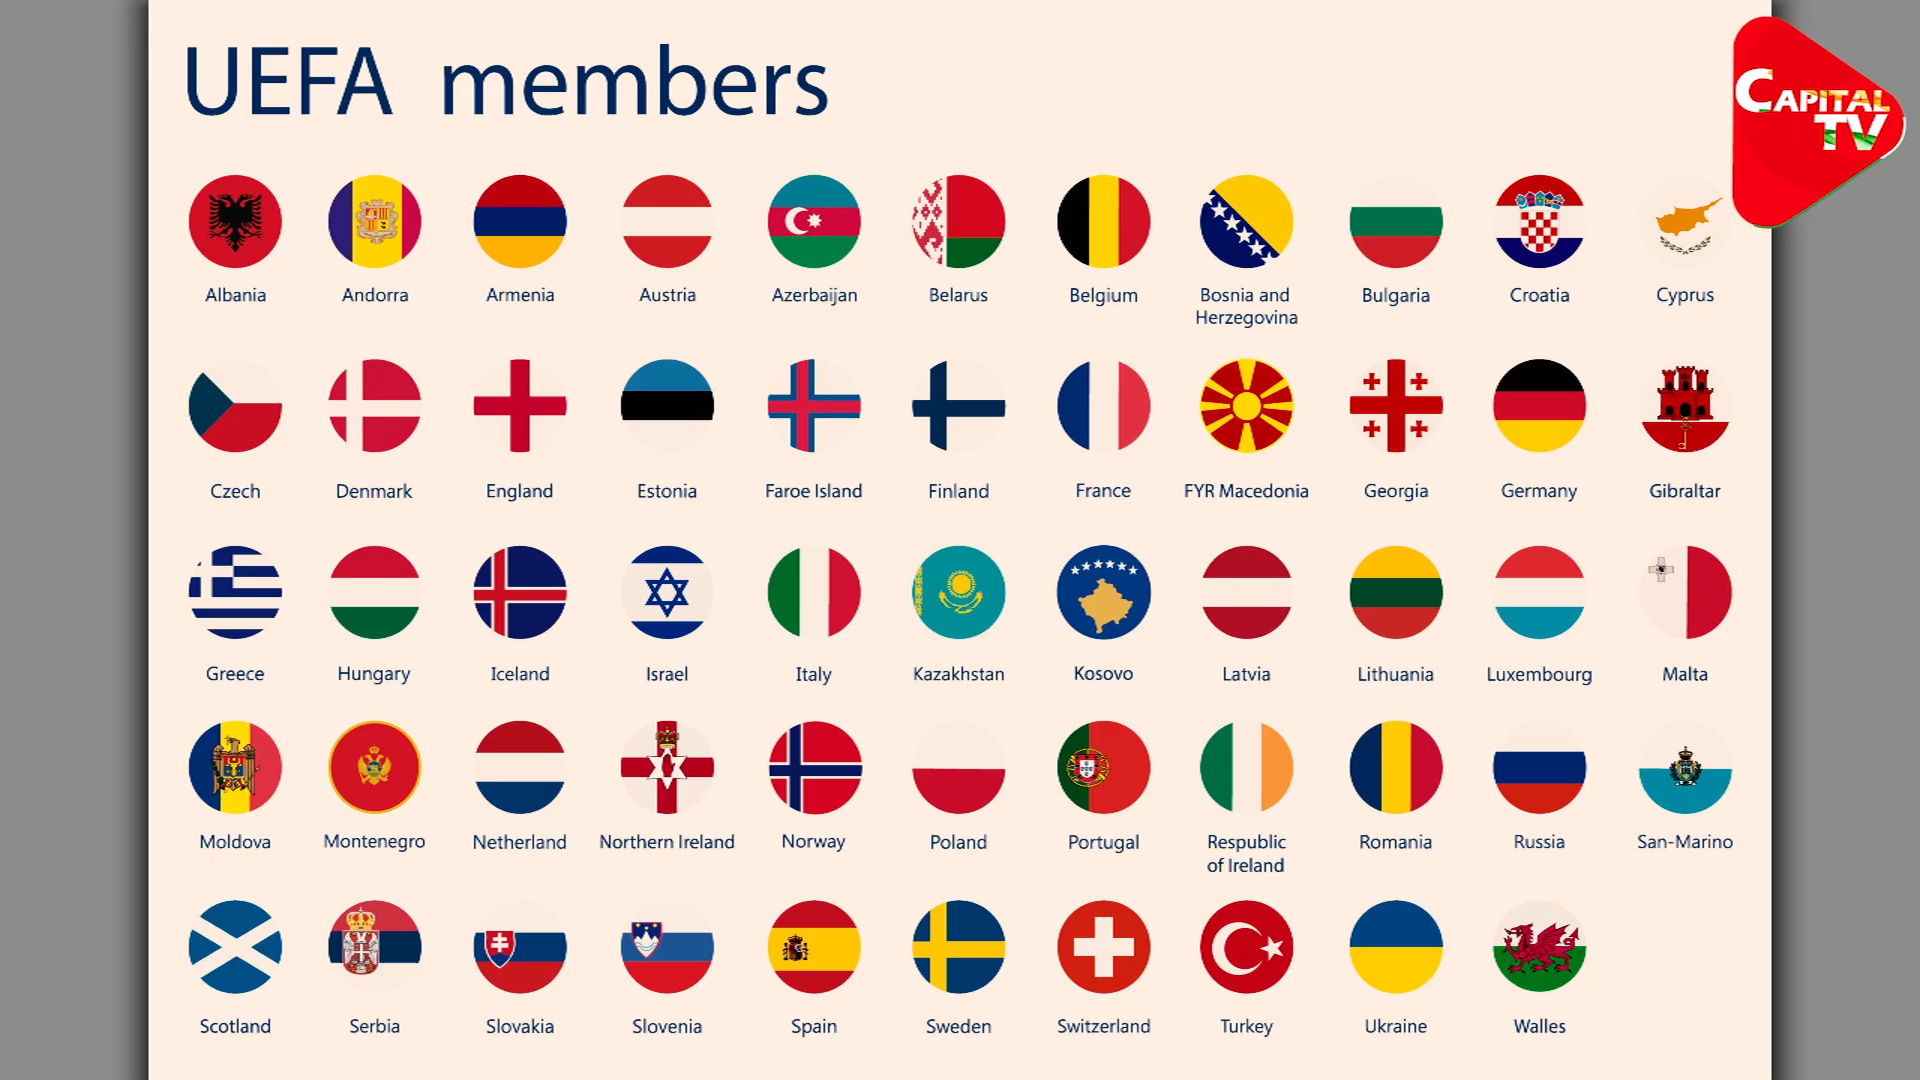 UEFA members
CAPITAL
TV
Albania
Andorra
Armenia
Austria
Azerbaijan
Belarus
Belgium
Bosnia and
Herzegovina
Bulgaria
Croatia
Cyprus
Czech
Denmark
England
Estonia
Faroe Island
Finland
France
FYR Macedonia
Georgia
Germany
Gibraltar
Greece
Hungary
Iceland
Israel
Italy
Kazakhstan
Kosovo
Latvia
Lithuania
Luxembourg
Malta
Moldova
Montenegro
Netherland
Northern Ireland
Norway
Poland
Portugal
Respublic
of Ireland
Romania
Russia
San-Marino
Scotland
Serbia
Slovakia
Slovenia
Spain
Sweden
Switzerland
Turkey
Ukraine
Walles